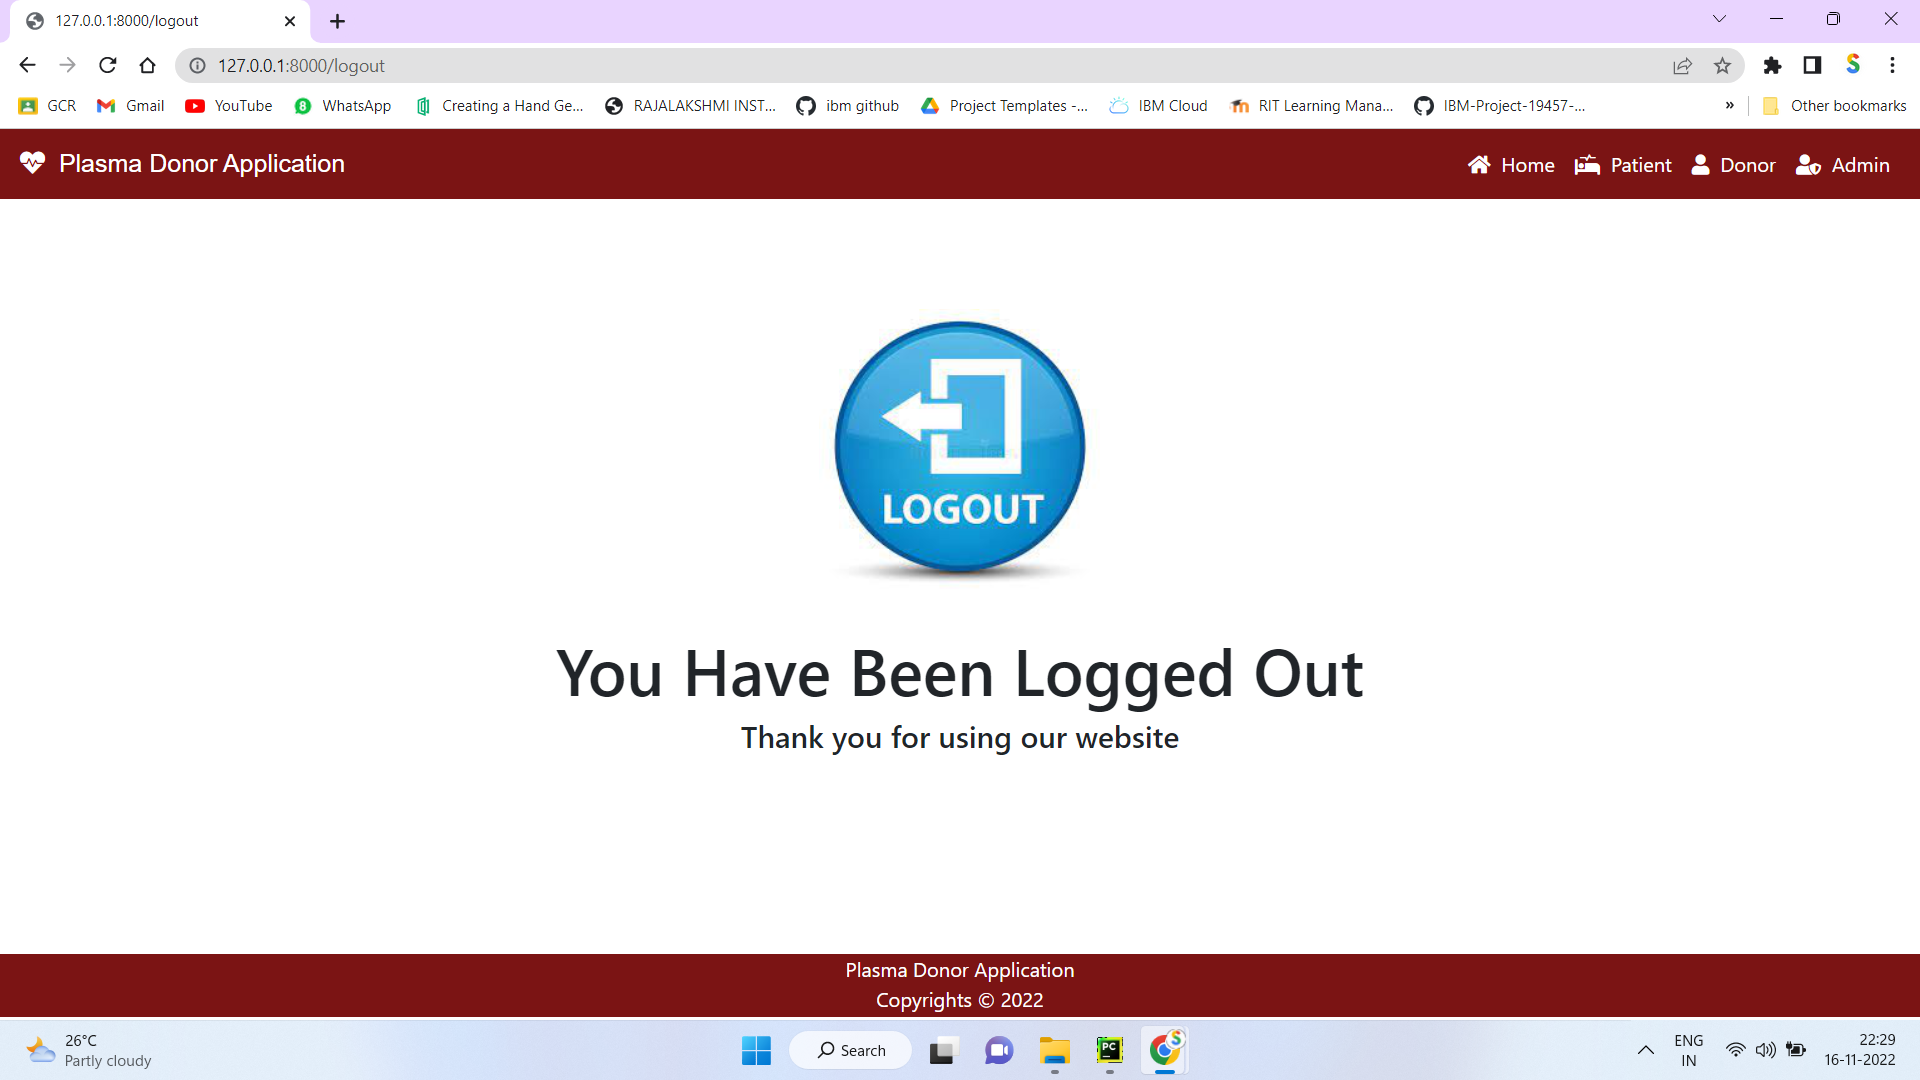 127.0.0.1:8000/logout
127.0.0.1:8000/logout
GCR Gmail YouTube WhatsApp Creating a Hand Ge... RAJALAKSHMI INST... ibm github Project Templates -... IBM Cloud RIT Learning Mana... IBM-Project-19457-... » Other bookmarks
Plasma Donor Application Home Patient Donor Admin
LOGOUT
You Have Been Logged Out
Thank you for using our website
Plasma Donor Application
Copyrights © 2022
26°C
Partly cloudy
Search
PC
ENG
IN
22:29
16-11-2022